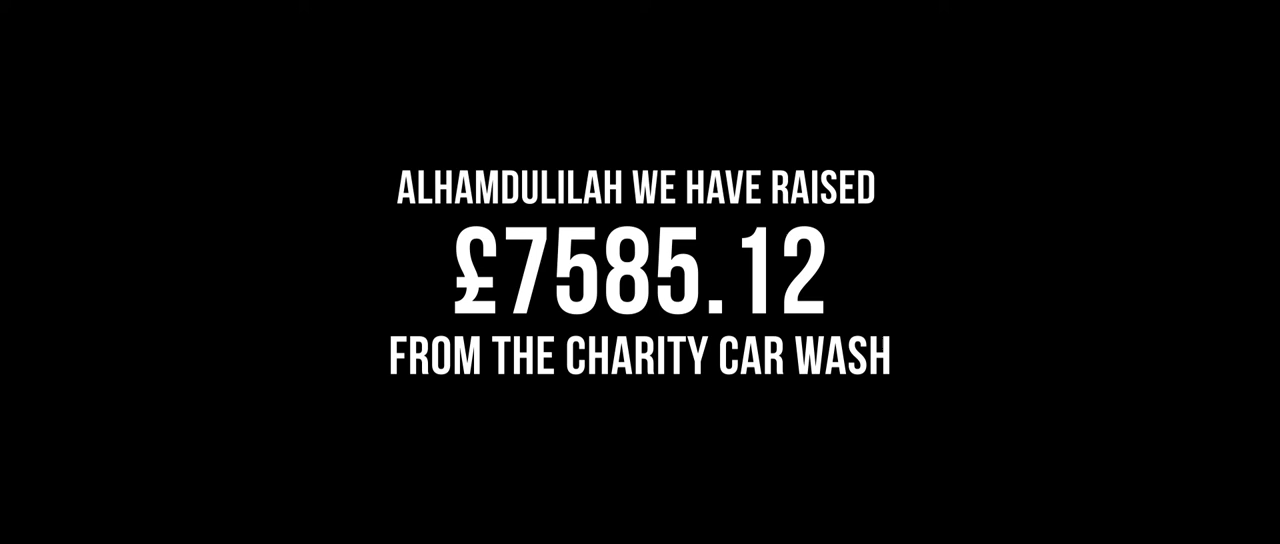 ALHAMDULILAH WE HAVE RAISED
£7585.12
FROM THE CHARITY CAR WASH